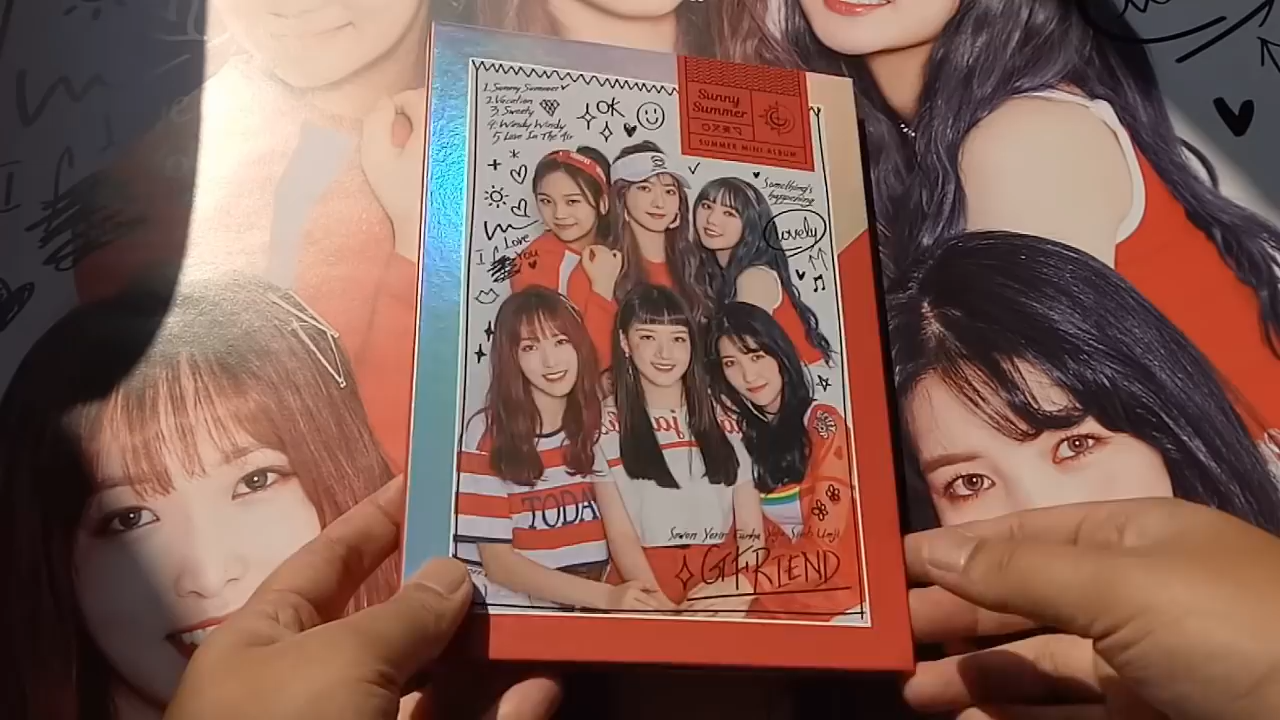 1. Sunny Summer
2. Vacation
3. Sweety
4. Windy Windy
5 Love In The Air
OK
Sunny
Summer
SUMMER MINI ALBUM
Something's
happening
Lovely
I Love
You
TODA
Sowon Yerin Eunha Yuju SinB Umji
GFRIEND